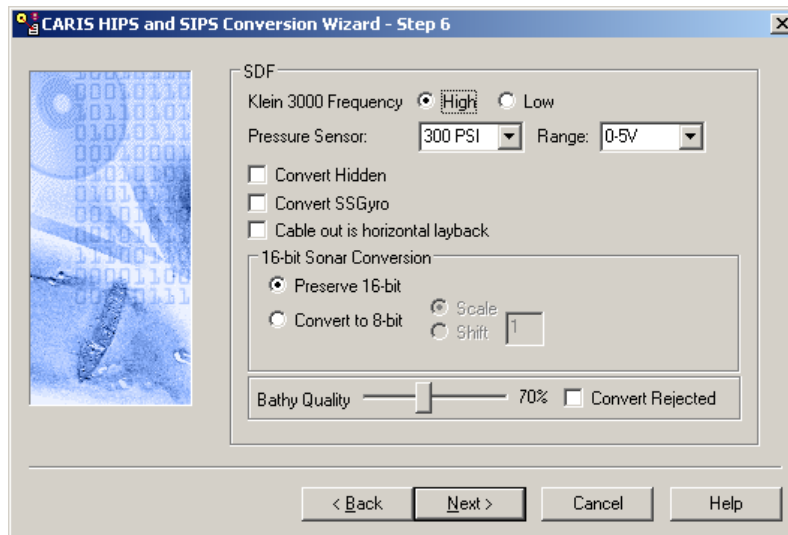 CARIS HIPS and SIPS Conversion Wizard - Step 6
SDF
Klein 3000 Frequency High Low
Pressure Sensor: 300 PSI Range: 0-5V
Convert Hidden
Convert SSGyro
Cable out is horizontal layback
16-bit Sonar Conversion
Preserve 16-bit
Convert to 8-bit Scale
Shift 1
Bathy Quality 70% Convert Rejected
< Back Next > Cancel Help